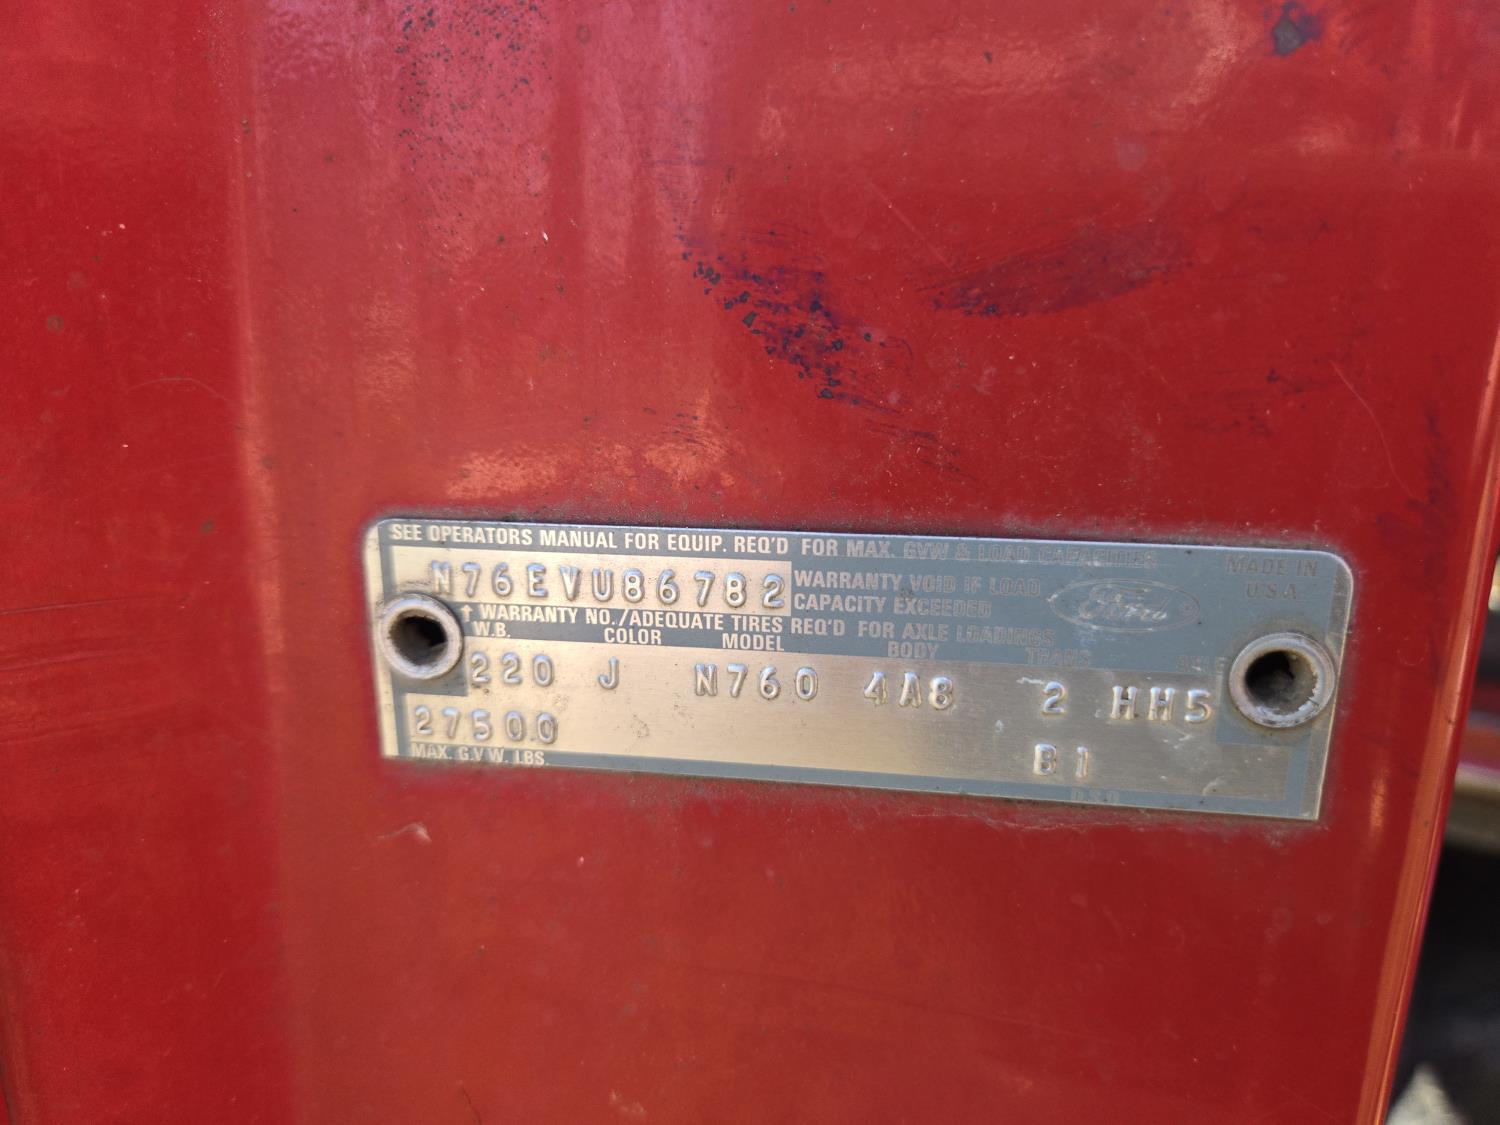 SEE OPERATORS MANUAL FOR EQUIP. REQ'D FOR MAX. GVW & LOAD CAPACITIES
MADE IN
U.S.A.
N76EVU86782
WARRANTY VOID IF LOAD
CAPACITY EXCEEDED
Ford
↑ WARRANTY NO./ADEQUATE TIRES REQ'D FOR AXLE LOADINGS
W.B. COLOR MODEL BODY TRANS AXLE
220 J N760 4A8 2 HH5
27500
B1
MAX. G.V.W. LBS. D.S.O.